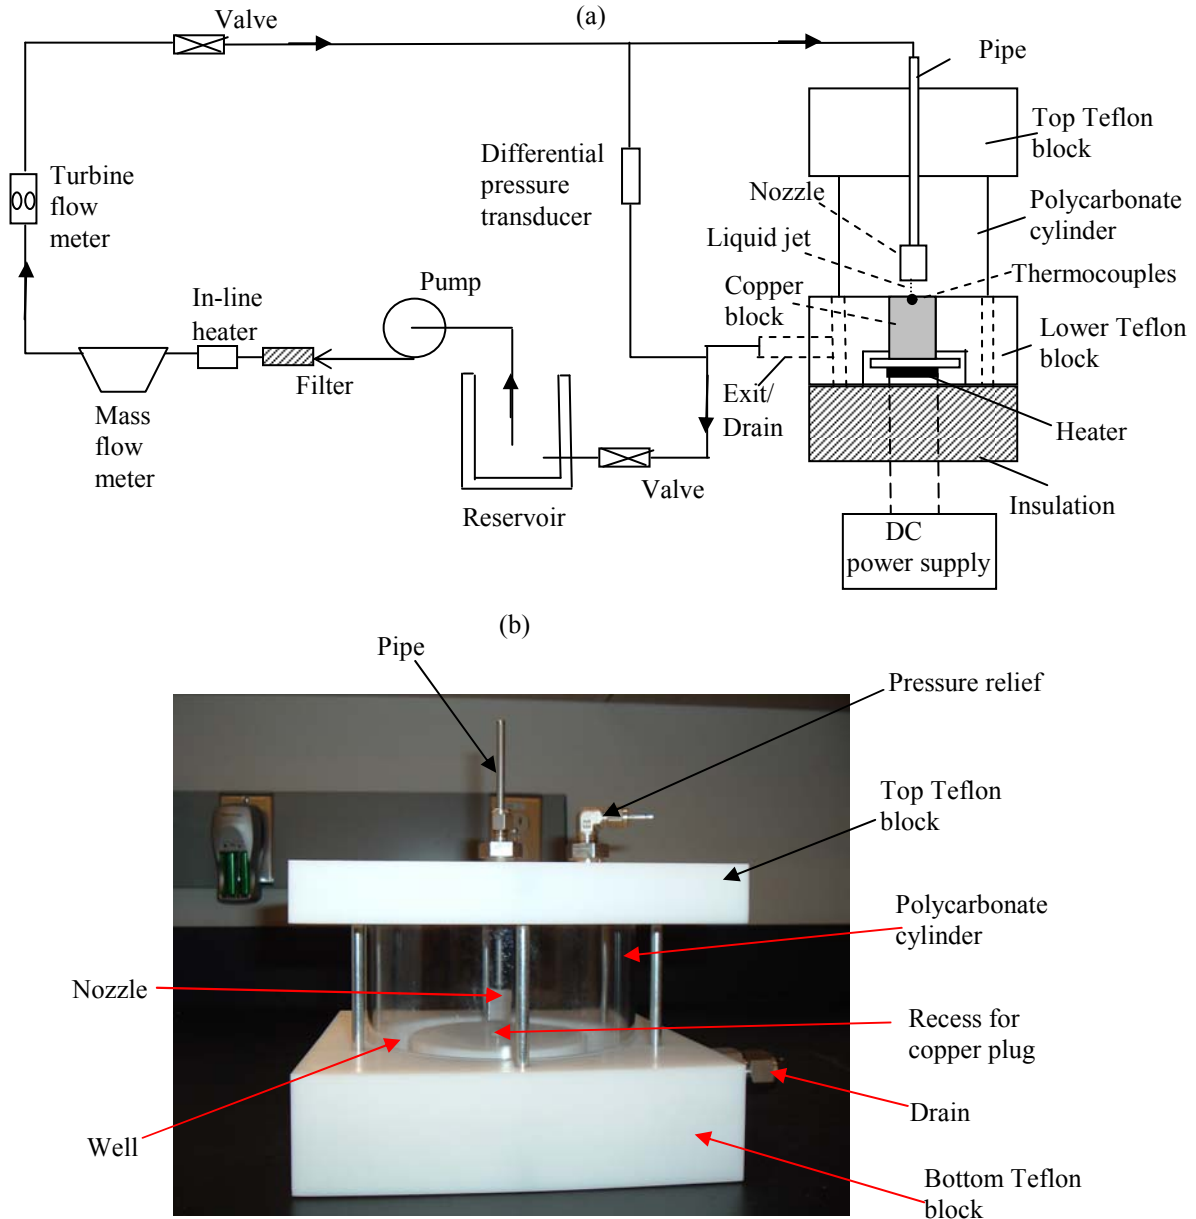 (a)
Valve
Pipe
Top Teflon
block
Turbine
flow
meter
Differential
pressure
transducer
Nozzle
Polycarbonate
cylinder
Liquid jet
Thermocouples
Pump
In-line
heater
Copper
block
Lower Teflon
block
Filter
Exit/
Drain
Mass
flow
meter
Heater
Valve
Reservoir
Insulation
DC
power supply
(b)
Pipe
Pressure relief
Top Teflon
block
Polycarbonate
cylinder
Nozzle
Recess for
copper plug
Drain
Well
Bottom Teflon
block